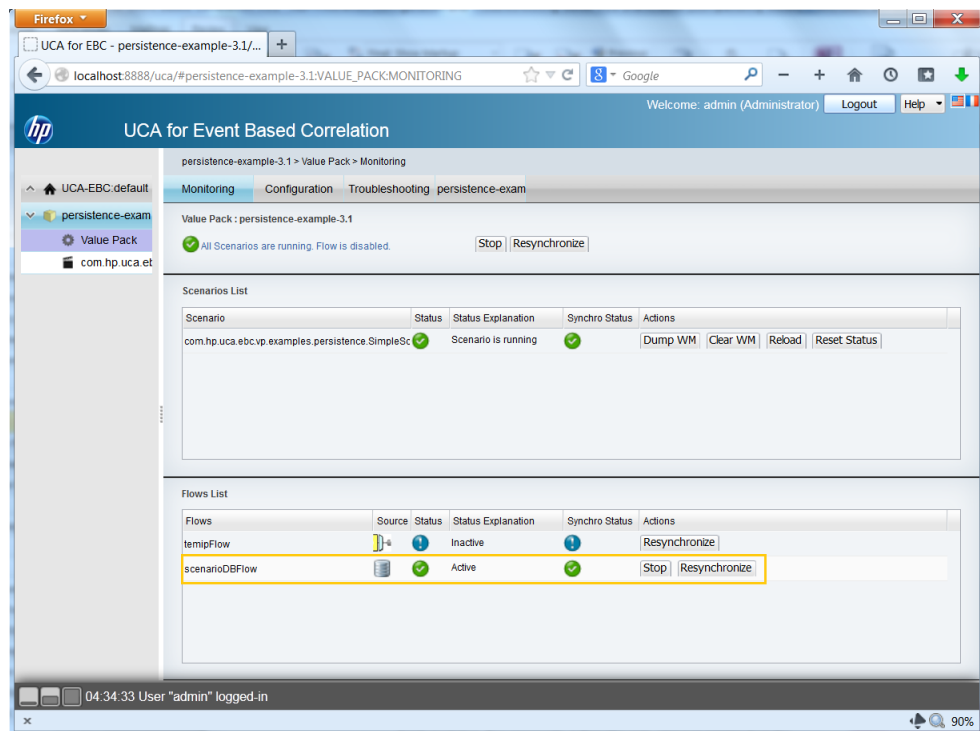 Firefox
UCA for EBC - persistence-example-3.1/... +
localhost:8888/uca/#persistence-example-3.1:VALUE_PACK:MONITORING
8 - Google
Welcome: admin (Administrator) Logout Help
hp UCA for Event Based Correlation
persistence-example-3.1 > Value Pack > Monitoring
UCA-EBC:default
Monitoring Configuration Troubleshooting persistence-exam
persistence-exam
Value Pack : persistence-example-3.1
Value Pack
All Scenarios are running. Flow is disabled. Stop Resynchronize
com.hp.uca.eb
Scenarios List
Scenario Status Status Explanation Synchro Status Actions
com.hp.uca.ebc.vp.examples.persistence.SimpleSc Scenario is running Dump WM Clear WM Reload Reset Status
Flows List
Flows Source Status Status Explanation Synchro Status Actions
temipFlow Inactive Resynchronize
scenarioDBFlow Active Stop Resynchronize
04:34:33 User "admin" logged-in
x 90%